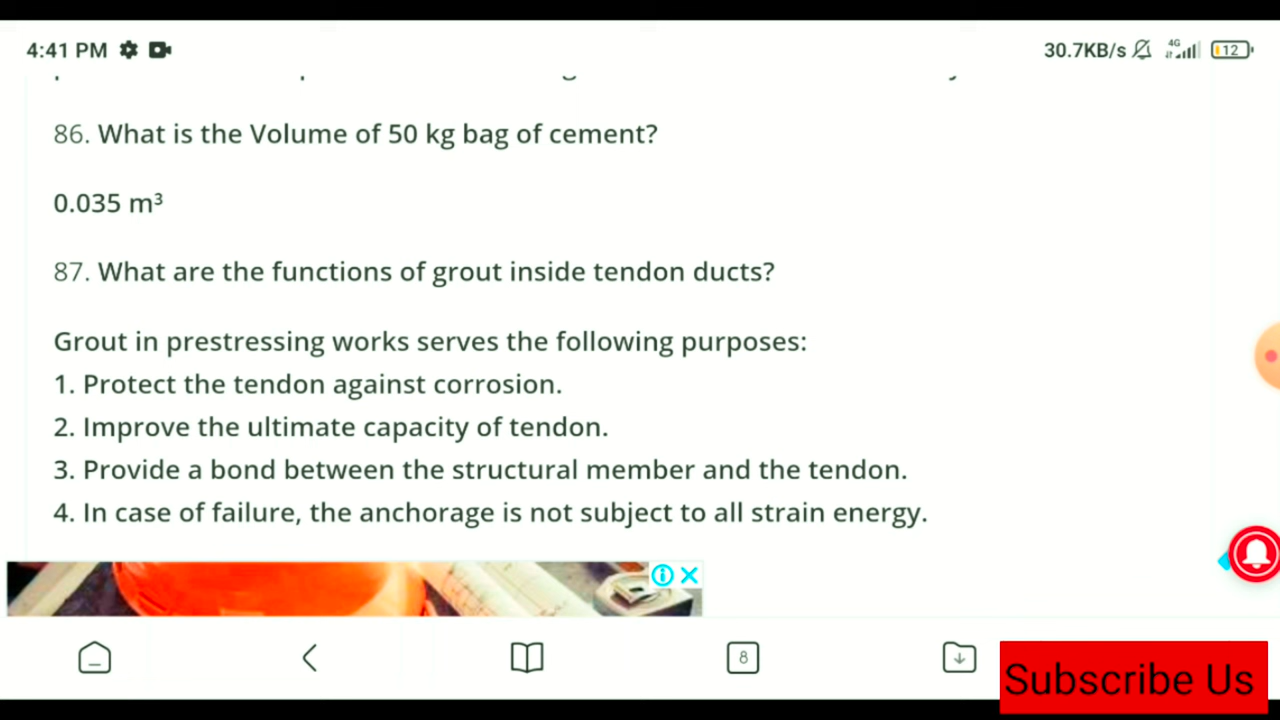 4:41 PM
30.7KB/s 4G 12
86. What is the Volume of 50 kg bag of cement?
0.035 m³
87. What are the functions of grout inside tendon ducts?
Grout in prestressing works serves the following purposes:
1. Protect the tendon against corrosion.
2. Improve the ultimate capacity of tendon.
3. Provide a bond between the structural member and the tendon.
4. In case of failure, the anchorage is not subject to all strain energy.
8
Subscribe Us